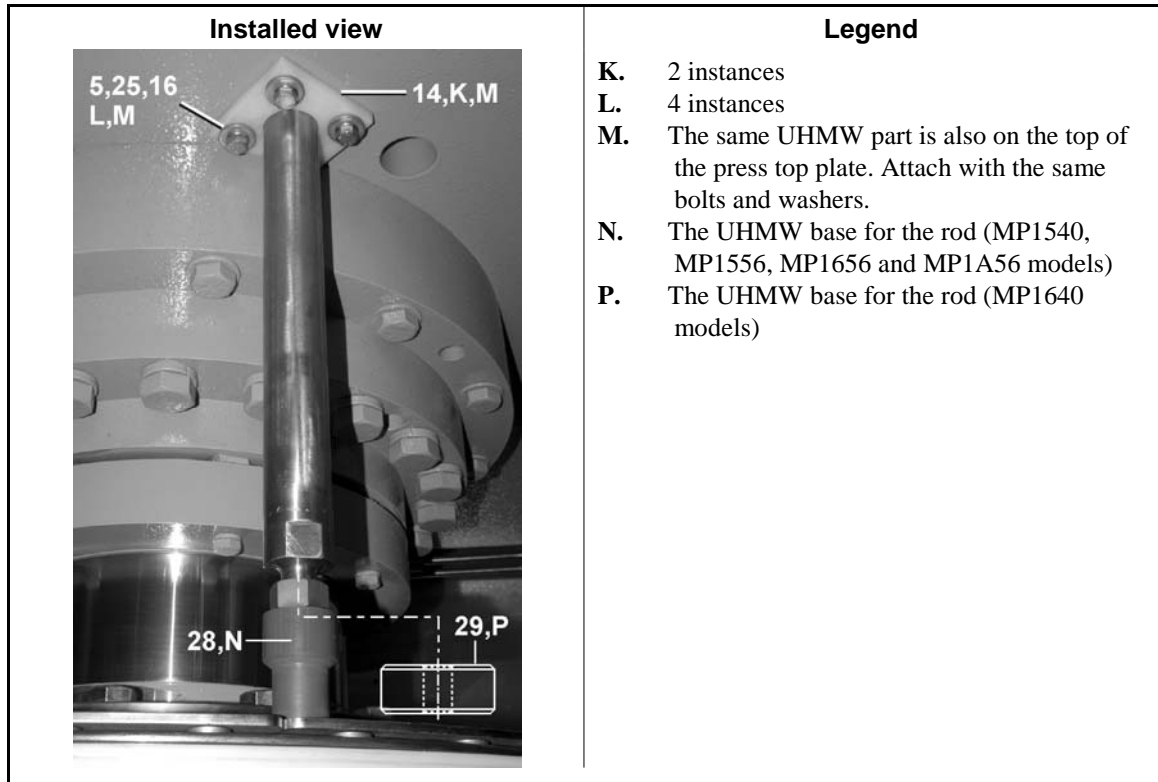 Installed view
5,25,16
L,M
14,K,M
28,N
29,P
Legend
K. 2 instances
L. 4 instances
M. The same UHMW part is also on the top of
the press top plate. Attach with the same
bolts and washers.
N. The UHMW base for the rod (MP1540,
MP1556, MP1656 and MP1A56 models)
P. The UHMW base for the rod (MP1640
models)